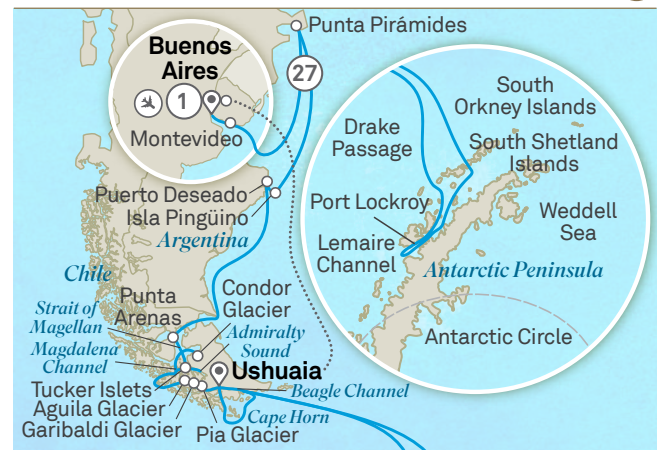 Punta Pirámides
Buenos
Aires
27
1
Montevideo
South
Orkney Islands
Drake
Passage
South Shetland
Islands
Puerto Deseado
Isla Pingüino
Argentina
Port Lockroy
Weddell
Sea
Lemaire
Channel
Antarctic Peninsula
Chile
Condor
Glacier
Punta
Arenas
Strait of
Magellan
Admiralty
Sound
Antarctic Circle
Magdalena
Channel
Ushuaia
Tucker Islets
Beagle Channel
Aguila Glacier
Cape Horn
Garibaldi Glacier
Pia Glacier